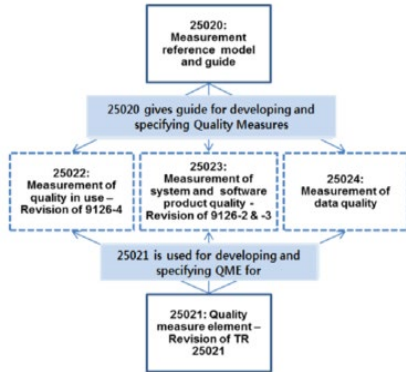 25020:
Measurement
reference model
and guide
25020 gives guide for developing and
specifying Quality Measures
25022:
Measurement of
quality in use –
Revision of 9126-4
25023:
Measurement of
system and software
product quality -
Revision of 9126-2 & -3
25024:
Measurement of
data quality
25021 is used for developing and
specifying QME for
25021: Quality
measure element–
Revision of TR
25021